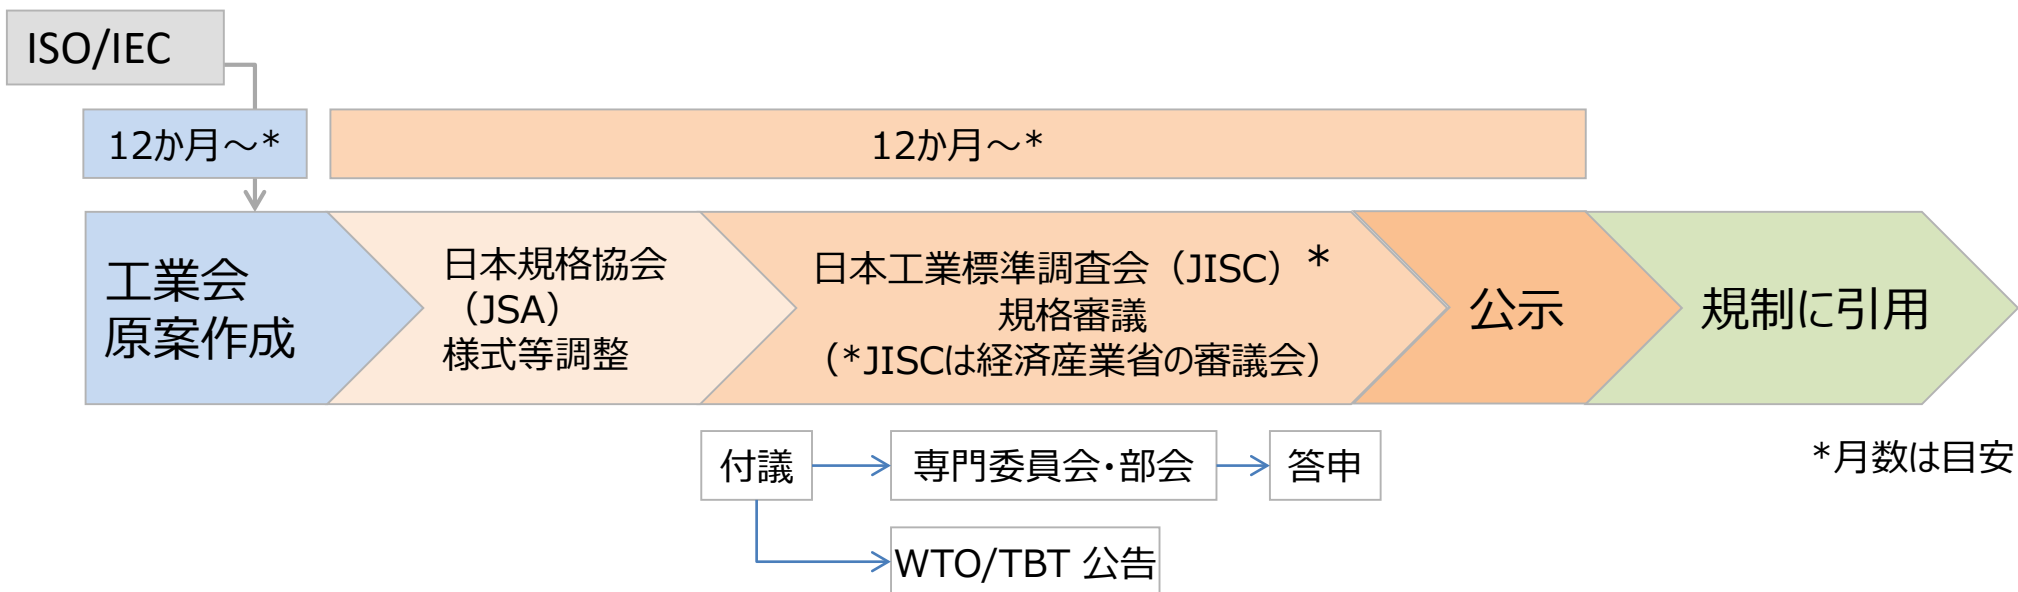 ISO/IEC
12か月～*
12か月～*
工業会
原案作成
日本規格協会
（JSA）
様式等調整
日本工業標準調査会（JISC）*
規格審議
（*JISCは経済産業省の審議会）
公示
規制に引用
付議
専門委員会・部会
答申
*月数は目安
WTO/TBT 公告